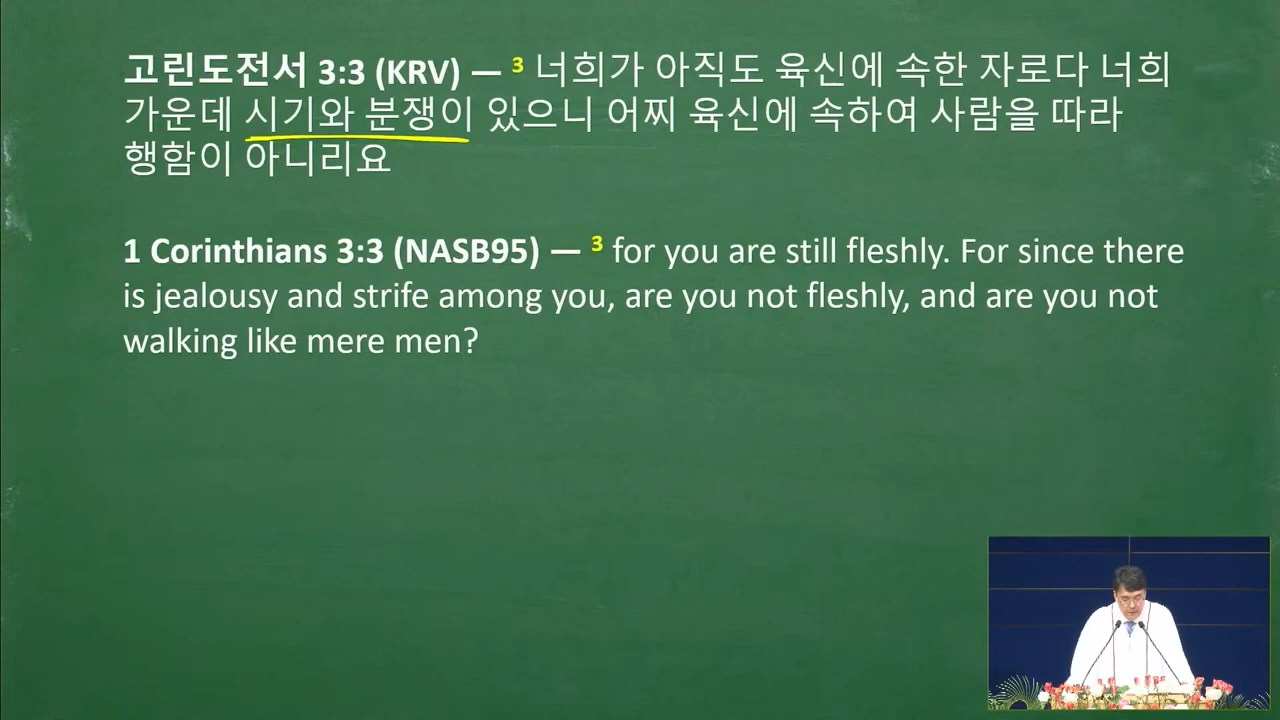 고린도전서 3:3 (KRV) — 3 너희가 아직도 육신에 속한 자로다 너희
가운데 시기와 분쟁이 있으니 어찌 육신에 속하여 사람을 따라
행함이 아니리요
1 Corinthians 3:3 (NASB95) — 3 for you are still fleshly. For since there
is jealousy and strife among you, are you not fleshly, and are you not
walking like mere men?